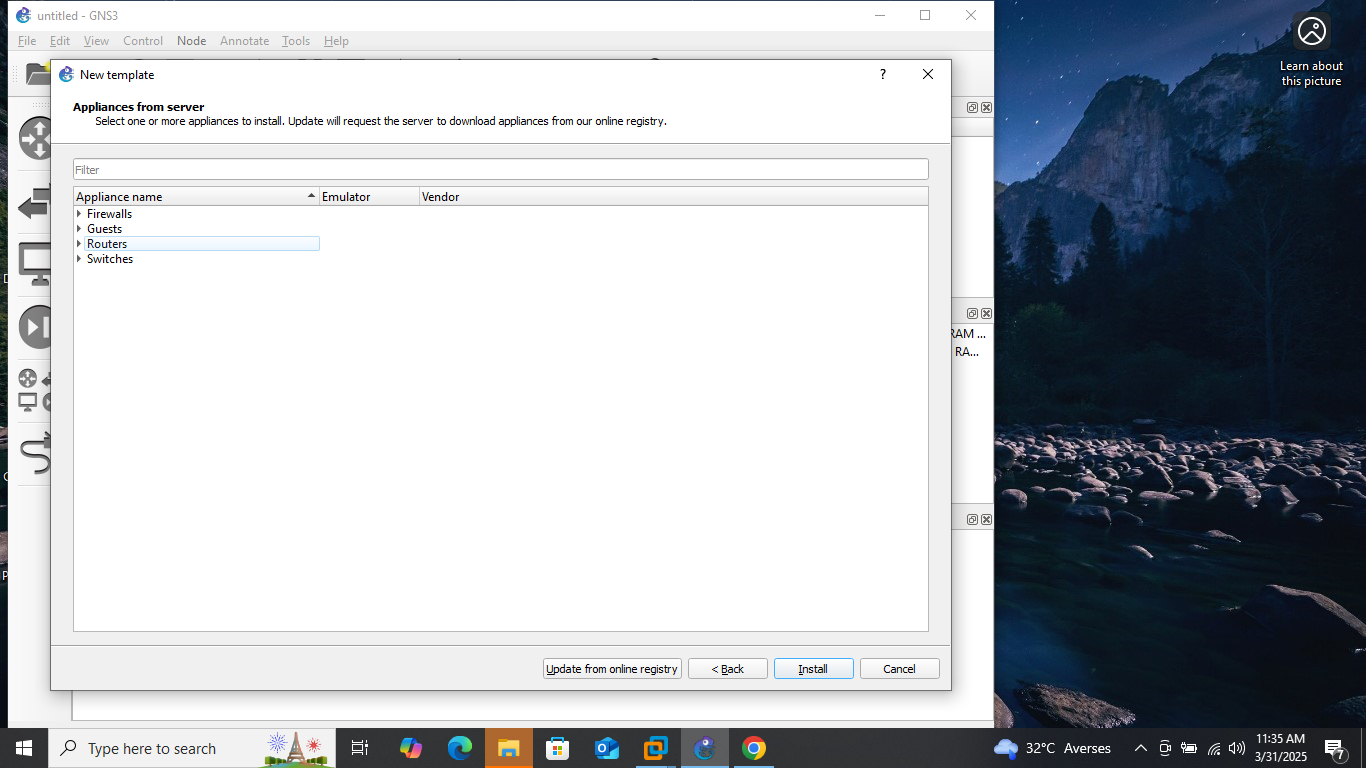 untitled - GNS3
File Edit View Control Node Annotate Tools Help
Learn about
this picture
New template
?
Appliances from server
Select one or more appliances to install. Update will request the server to download appliances from our online registry.
Filter
Appliance name Emulator Vendor
Firewalls
Guests
Routers
Switches
RAM ...
RA...
Update from online registry < Back Install Cancel
Type here to search
32°C Averses
11:35 AM
3/31/2025
7